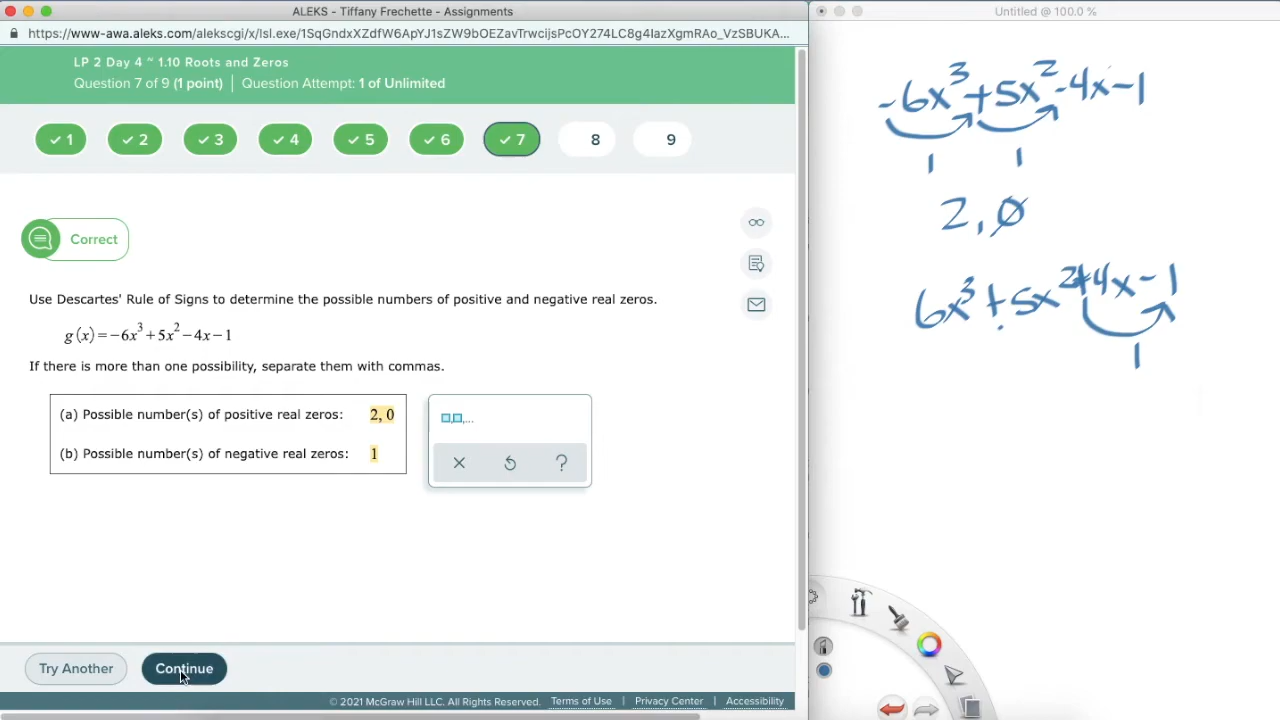 ALEKS - Tiffany Frechette - Assignments
https://www-awa.aleks.com/alekscgi/x/lsl.exe/1SqGndxXZdfW6ApYJ1sZW9bOEZavTrwcijsPcOY274LC8g4IazXgmRAo_VzSBUKA...
LP 2 Day 4 ~ 1.10 Roots and Zeros
Question 7 of 9 (1 point) | Question Attempt: 1 of Unlimited
✓ 1 ✓ 2 ✓ 3 ✓ 4 ✓ 5 ✓ 6 ✓ 7 8 9
Correct
Use Descartes' Rule of Signs to determine the possible numbers of positive and negative real zeros.
g(x)=−6x³+5x²−4x−1
If there is more than one possibility, separate them with commas.
(a) Possible number(s) of positive real zeros: 2, 0
(b) Possible number(s) of negative real zeros: 1
□,□,...
× ↺ ?
Try Another Continue
© 2021 McGraw Hill LLC. All Rights Reserved. Terms of Use | Privacy Center | Accessibility
Untitled @ 100.0 %
-6x³+5x²-4x-1
1 1
2, 0
6x³+5x²+4x-1
1